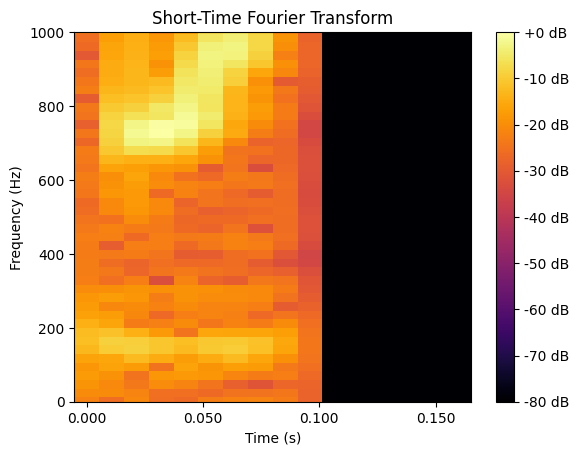 Short-Time Fourier Transform
Frequency (Hz)
1000
800
600
400
200
0
0.000
0.050
0.100
0.150
Time (s)
+0 dB
-10 dB
-20 dB
-30 dB
-40 dB
-50 dB
-60 dB
-70 dB
-80 dB